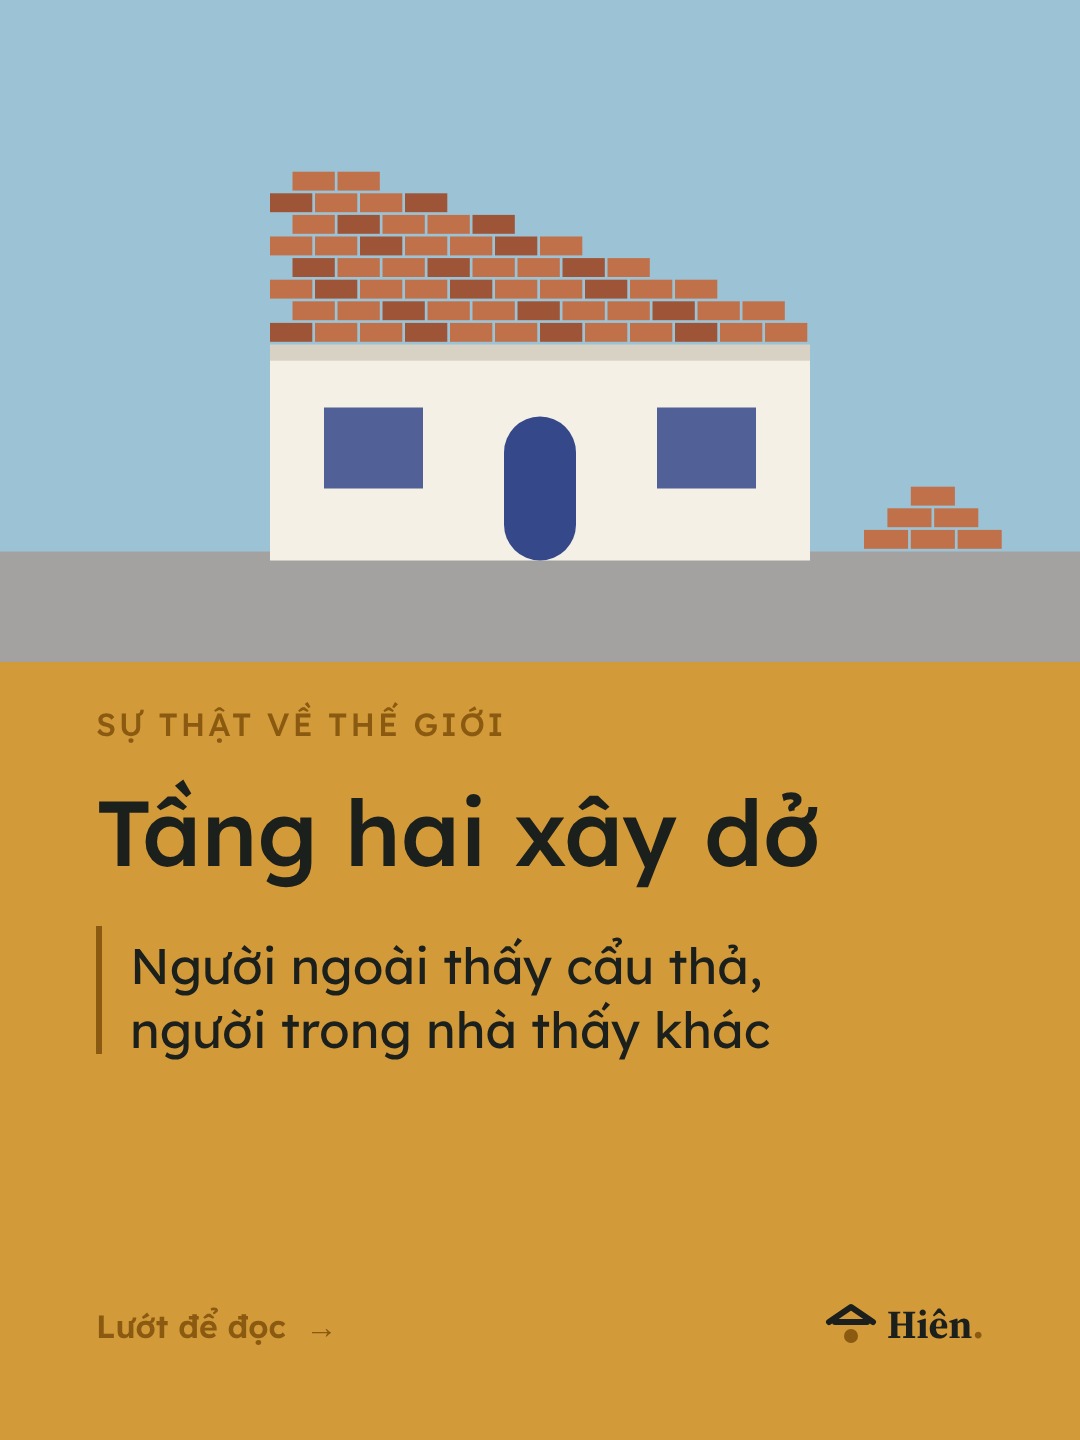 SỰ THẬT VỀ THẾ GIỚI
Tầng hai xây dở
Người ngoài thấy cẩu thả,
người trong nhà thấy khác
Lướt để đọc →
Hiên.